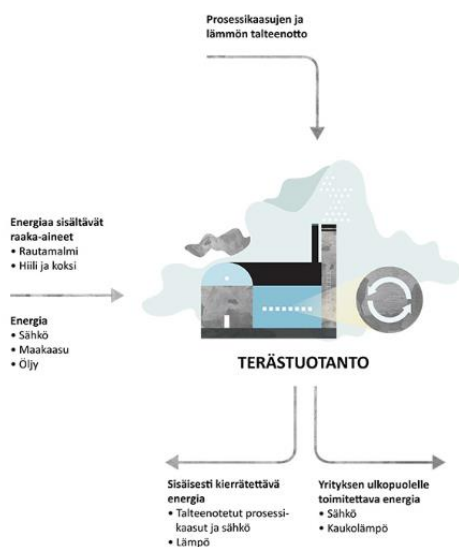 Prosessikaasujen ja
lämmön talteenotto
Energiaa sisältävät
raaka-aineet
• Rautamalmi
• Hiili ja koksi
Energia
• Sähkö
• Maakaasu
• Öljy
TERÄSTUOTANTO
Sisäisesti kierrätettävä
energia
• Talteenotetut prosessi-
kaasut ja sähkö
• Lämpö
Yrityksen ulkopuolelle
toimitettava energia
• Sähkö
• Kaukolämpö